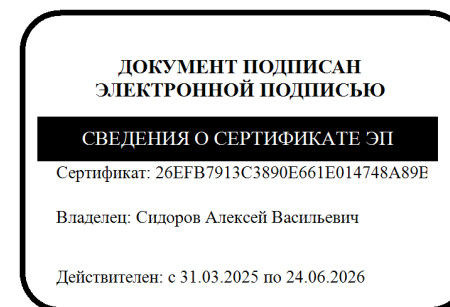 ДОКУМЕНТ ПОДПИСАН
ЭЛЕКТРОННОЙ ПОДПИСЬЮ
СВЕДЕНИЯ О СЕРТИФИКАТЕ ЭП
Сертификат: 26EFB7913C3890E661E014748A89E
Владелец: Сидоров Алексей Васильевич
Действителен: с 31.03.2025 по 24.06.2026